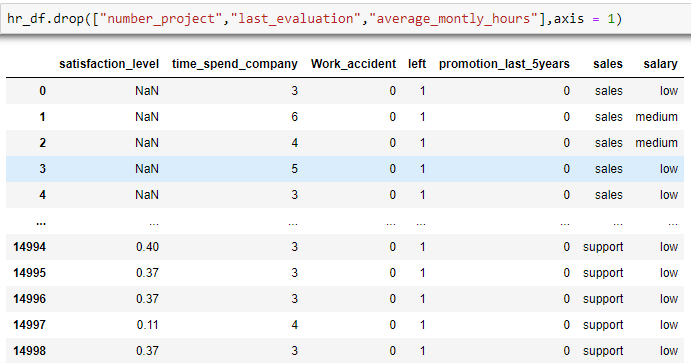 hr_df.drop(["number_project","last_evaluation","average_montly_hours"],axis = 1)
satisfaction_level time_spend_company Work_accident left promotion_last_5years sales salary
0 NaN 3 0 1 0 sales low
1 NaN 6 0 1 0 sales medium
2 NaN 4 0 1 0 sales medium
3 NaN 5 0 1 0 sales low
4 NaN 3 0 1 0 sales low
... ... ... ... ... ... ... ...
14994 0.40 3 0 1 0 support low
14995 0.37 3 0 1 0 support low
14996 0.37 3 0 1 0 support low
14997 0.11 4 0 1 0 support low
14998 0.37 3 0 1 0 support low